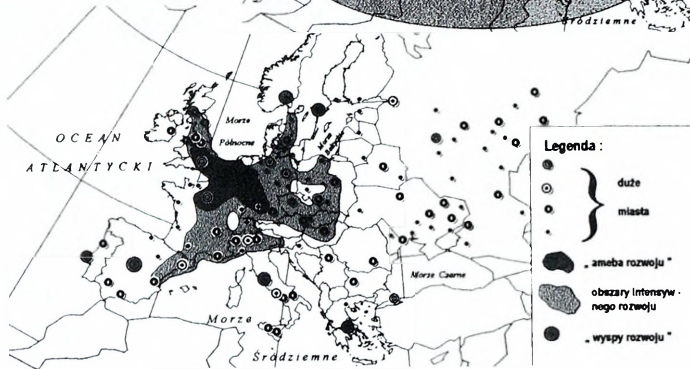 Śródziemne
Morze
Północne
OCEAN
ATLANTYCKI
Morze Czarne
Morze
Śródziemne
Legenda :
duże
miasta
„ ameba rozwoju "
obszary intensyw -
nego rozwoju
„ wyspy rozwoju "